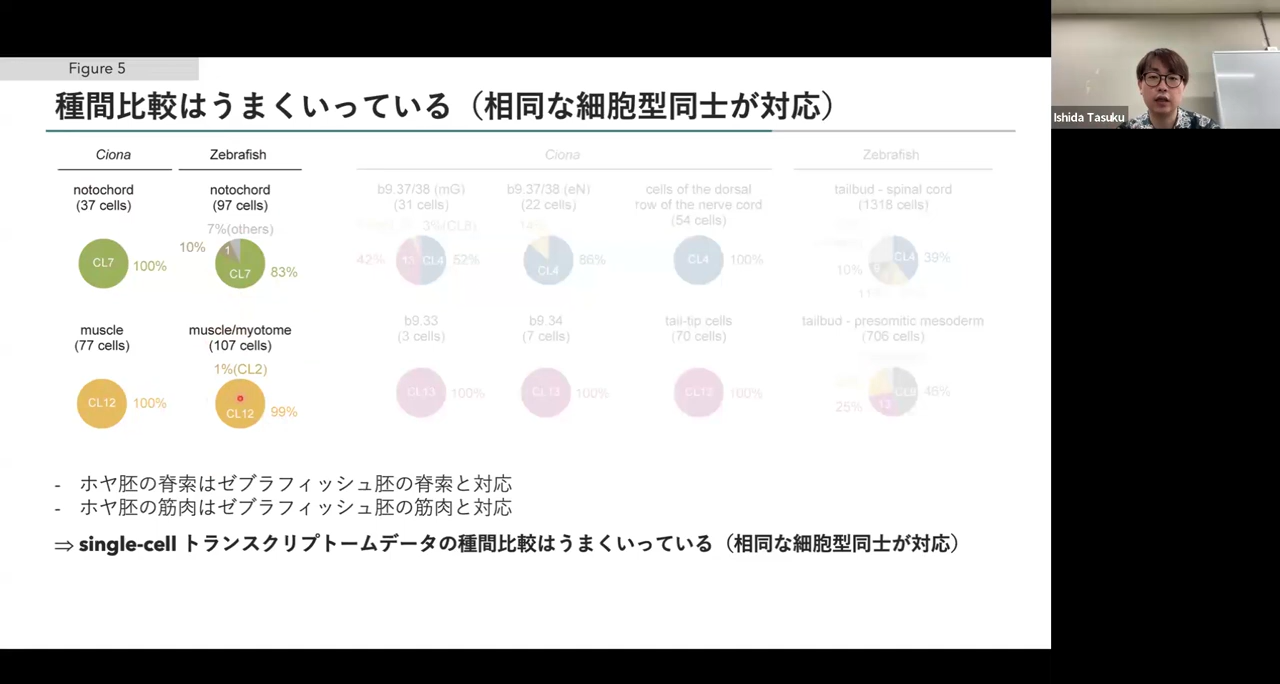 Figure 5
種間比較はうまくいっている（相同な細胞型同士が対応）
Ciona
Zebrafish
Ciona
Zebrafish
notochord
(37 cells)
notochord
(97 cells)
b9.37/38 (mG)
(31 cells)
b9.37/38 (eN)
(22 cells)
cells of the dorsal
row of the nerve cord
(54 cells)
tailbud - spinal cord
(1318 cells)
7%(others)
10%
1
CL7
100%
CL7
83%
3%(CL8)
42%
13
CL4
52%
14%
CL4
86%
CL4
100%
CL4
39%
10%
muscle
(77 cells)
muscle/myotome
(107 cells)
b9.33
(3 cells)
b9.34
(7 cells)
tail-tip cells
(70 cells)
tailbud - presomitic mesoderm
(706 cells)
1%(CL2)
CL12
100%
CL12
99%
CL13
100%
CL13
100%
100%
25%
13
46%
- ホヤ胚の脊索はゼブラフィッシュ胚の脊索と対応
- ホヤ胚の筋肉はゼブラフィッシュ胚の筋肉と対応
⇒ single-cell トランスクリプトームデータの種間比較はうまくいっている（相同な細胞型同士が対応）
Ishida Tasuku